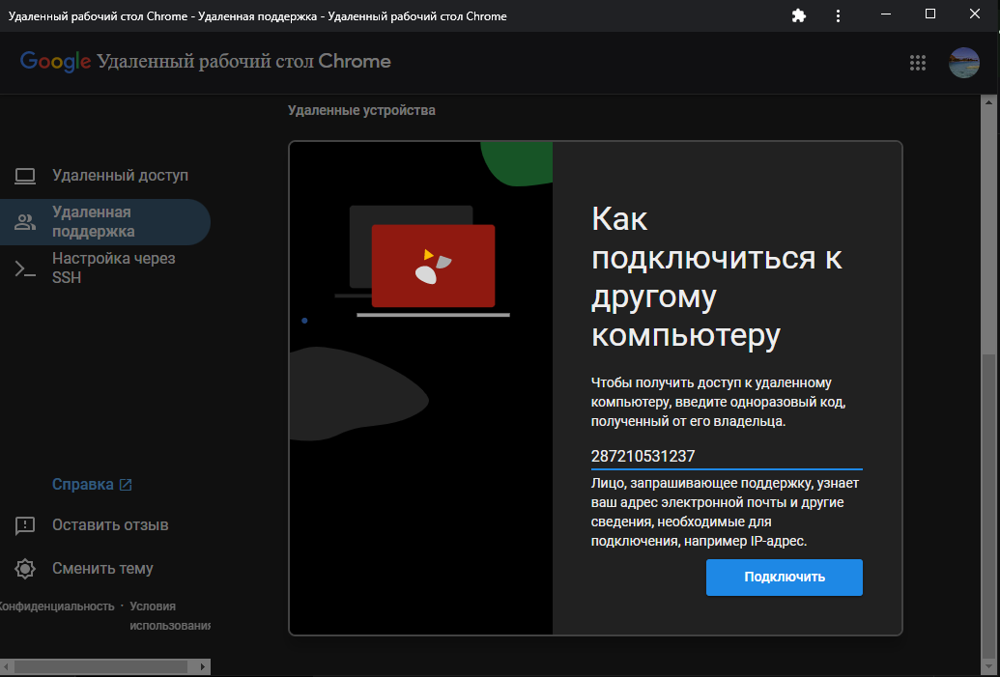 Удаленный рабочий стол Chrome - Удаленная поддержка - Удаленный рабочий стол Chrome
Google Удаленный рабочий стол Chrome
Удаленные устройства
Удаленный доступ
Удаленная
поддержка
Настройка через
SSH
Справка
Оставить отзыв
Сменить тему
Конфиденциальность · Условия
использования
Как
подключиться к
другому
компьютеру
Чтобы получить доступ к удаленному
компьютеру, введите одноразовый код,
полученный от его владельца.
287210531237
Лицо, запрашивающее поддержку, узнает
ваш адрес электронной почты и другие
сведения, необходимые для
подключения, например IP-адрес.
Подключить